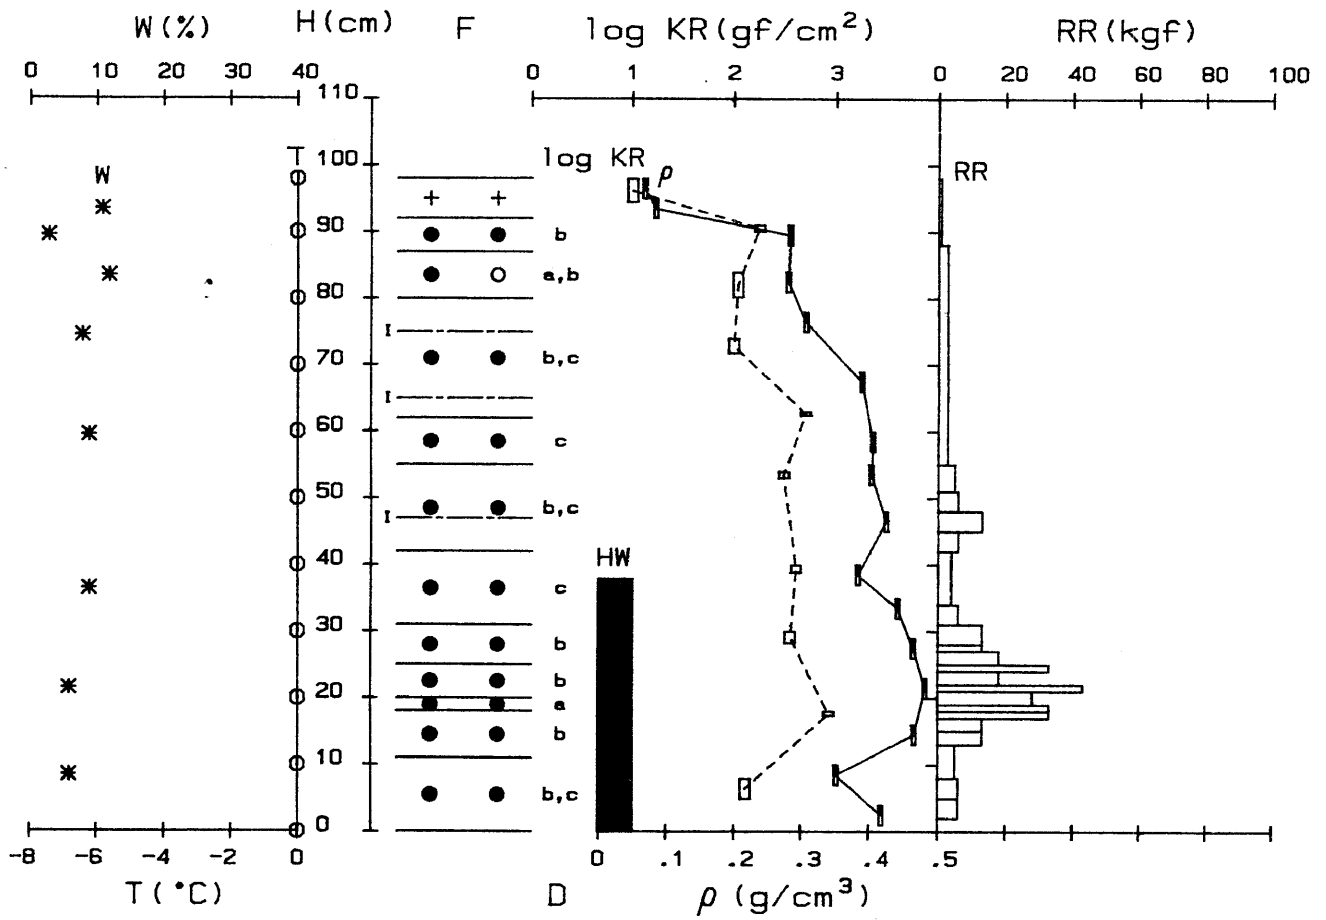 W(%) H(cm) F log KR(gf/cm²) RR(kgf)
0 10 20 30 40 0 1 2 3 0 20 40 60 80 100
110
T 100 log KR ρ RR
W
90 b
a,b
80
I
70 b,c
I
60 c
50 b,c
I
40 HW
c
30 b
b
20 a
b
10
b,c
0
-8 -6 -4 -2 0 0 .1 .2 .3 .4 .5
T(°C) D ρ (g/cm³)